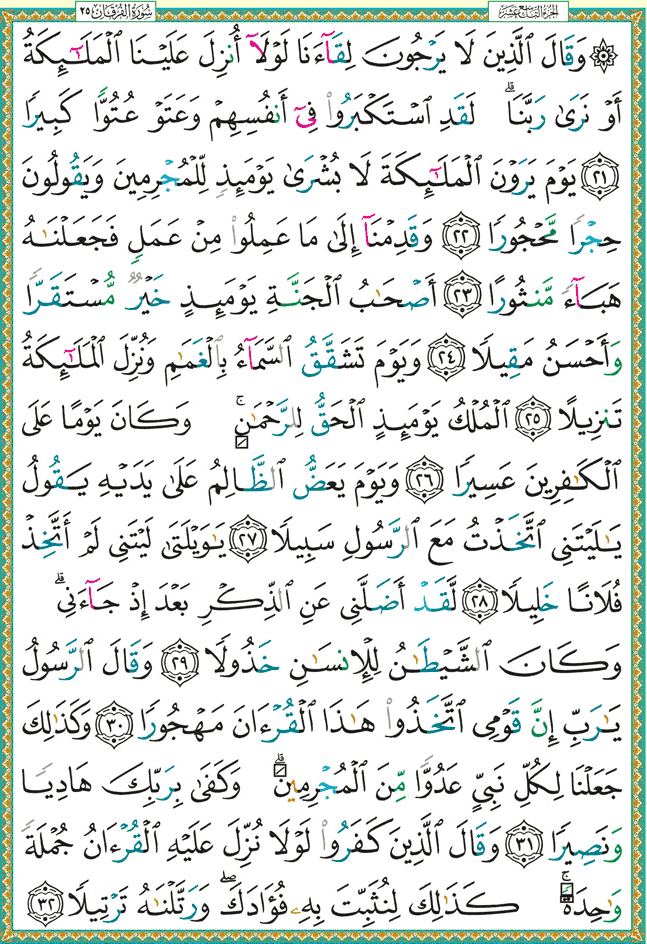 الجزء التاسع عشر سورة الفرقان ٢٥
۞ وَقَالَ ٱلَّذِينَ لَا يَرْجُونَ لِقَآءَنَا لَوْلَآ أُنزِلَ عَلَيْنَا ٱلْمَلَـٰٓئِكَةُ
أَوْ نَرَىٰ رَبَّنَا ۗ لَقَدِ ٱسْتَكْبَرُوا۟ فِىٓ أَنفُسِهِمْ وَعَتَوْ عُتُوًّا كَبِيرًا
﴿٢١﴾ يَوْمَ يَرَوْنَ ٱلْمَلَـٰٓئِكَةَ لَا بُشْرَىٰ يَوْمَئِذٍ لِّلْمُجْرِمِينَ وَيَقُولُونَ
حِجْرًا مَّحْجُورًا ﴿٢٢﴾ وَقَدِمْنَآ إِلَىٰ مَا عَمِلُوا۟ مِنْ عَمَلٍ فَجَعَلْنَـٰهُ
هَبَآءً مَّنثُورًا ﴿٢٣﴾ أَصْحَـٰبُ ٱلْجَنَّةِ يَوْمَئِذٍ خَيْرٌ مُّسْتَقَرًّا
وَأَحْسَنُ مَقِيلًا ﴿٢٤﴾ وَيَوْمَ تَشَقَّقُ ٱلسَّمَآءُ بِٱلْغَمَـٰمِ وَنُزِّلَ ٱلْمَلَـٰٓئِكَةُ
تَنزِيلًا ﴿٢٥﴾ ٱلْمُلْكُ يَوْمَئِذٍ ٱلْحَقُّ لِلرَّحْمَـٰنِ ۚ وَكَانَ يَوْمًا عَلَى
ٱلْكَـٰفِرِينَ عَسِيرًا ﴿٢٦﴾ وَيَوْمَ يَعَضُّ ٱلظَّالِمُ عَلَىٰ يَدَيْهِ يَقُولُ
يَـٰلَيْتَنِى ٱتَّخَذْتُ مَعَ ٱلرَّسُولِ سَبِيلًا ﴿٢٧﴾ يَـٰوَيْلَتَىٰ لَيْتَنِى لَمْ أَتَّخِذْ
فُلَانًا خَلِيلًا ﴿٢٨﴾ لَّقَدْ أَضَلَّنِى عَنِ ٱلذِّكْرِ بَعْدَ إِذْ جَآءَنِى ۗ
وَكَانَ ٱلشَّيْطَـٰنُ لِلْإِنسَـٰنِ خَذُولًا ﴿٢٩﴾ وَقَالَ ٱلرَّسُولُ
يَـٰرَبِّ إِنَّ قَوْمِى ٱتَّخَذُوا۟ هَـٰذَا ٱلْقُرْءَانَ مَهْجُورًا ﴿٣٠﴾ وَكَذَٰلِكَ
جَعَلْنَا لِكُلِّ نَبِىٍّ عَدُوًّا مِّنَ ٱلْمُجْرِمِينَ ۗ وَكَفَىٰ بِرَبِّكَ هَادِيًا
وَنَصِيرًا ﴿٣١﴾ وَقَالَ ٱلَّذِينَ كَفَرُوا۟ لَوْلَا نُزِّلَ عَلَيْهِ ٱلْقُرْءَانُ جُمْلَةً
وَٰحِدَةً ۚ كَذَٰلِكَ لِنُثَبِّتَ بِهِۦ فُؤَادَكَ ۖ وَرَتَّلْنَـٰهُ تَرْتِيلًا ﴿٣٢﴾